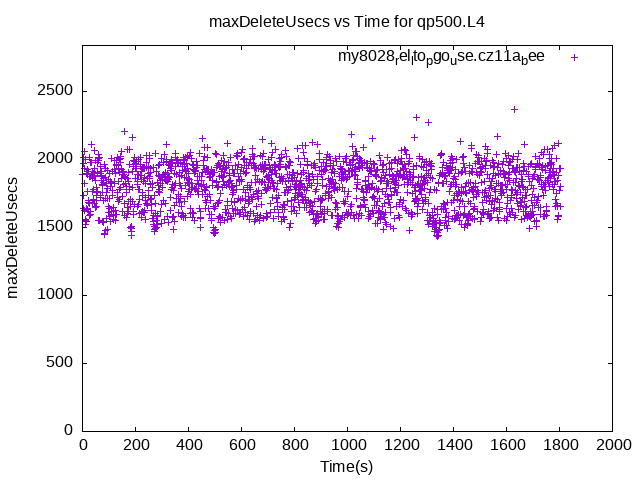 maxDeleteUsecs vs Time for qp500.L4
my8028rel_lto_pgo_use.cz11a_bee
2500
2000
1500
1000
500
0
maxDeleteUsecs
0 200 400 600 800 1000 1200 1400 1600 1800 2000
Time(s)